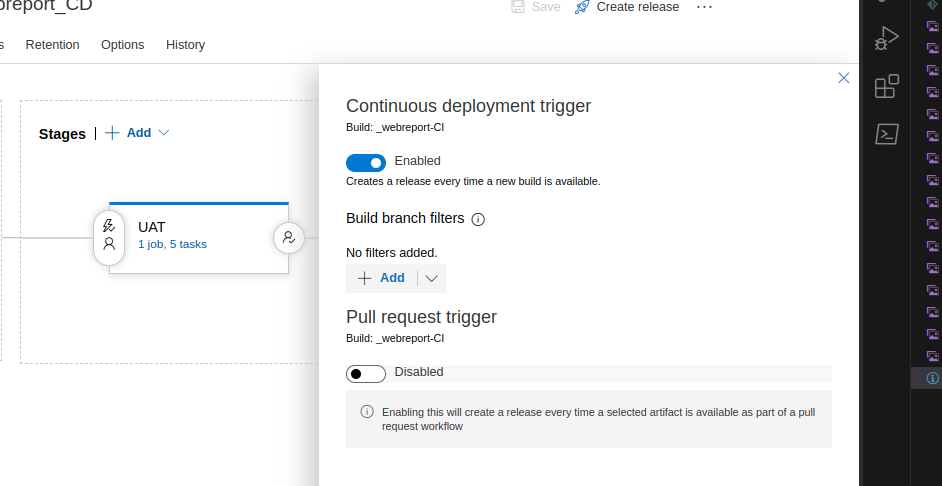 preport_CD
Save
Create release
s
Retention
Options
History
Stages
Add
UAT
1 job, 5 tasks
Continuous deployment trigger
Build: _webreport-CI
Enabled
Creates a release every time a new build is available.
Build branch filters
No filters added.
Add
Pull request trigger
Build: _webreport-CI
Disabled
Enabling this will create a release every time a selected artifact is available as part of a pull
request workflow